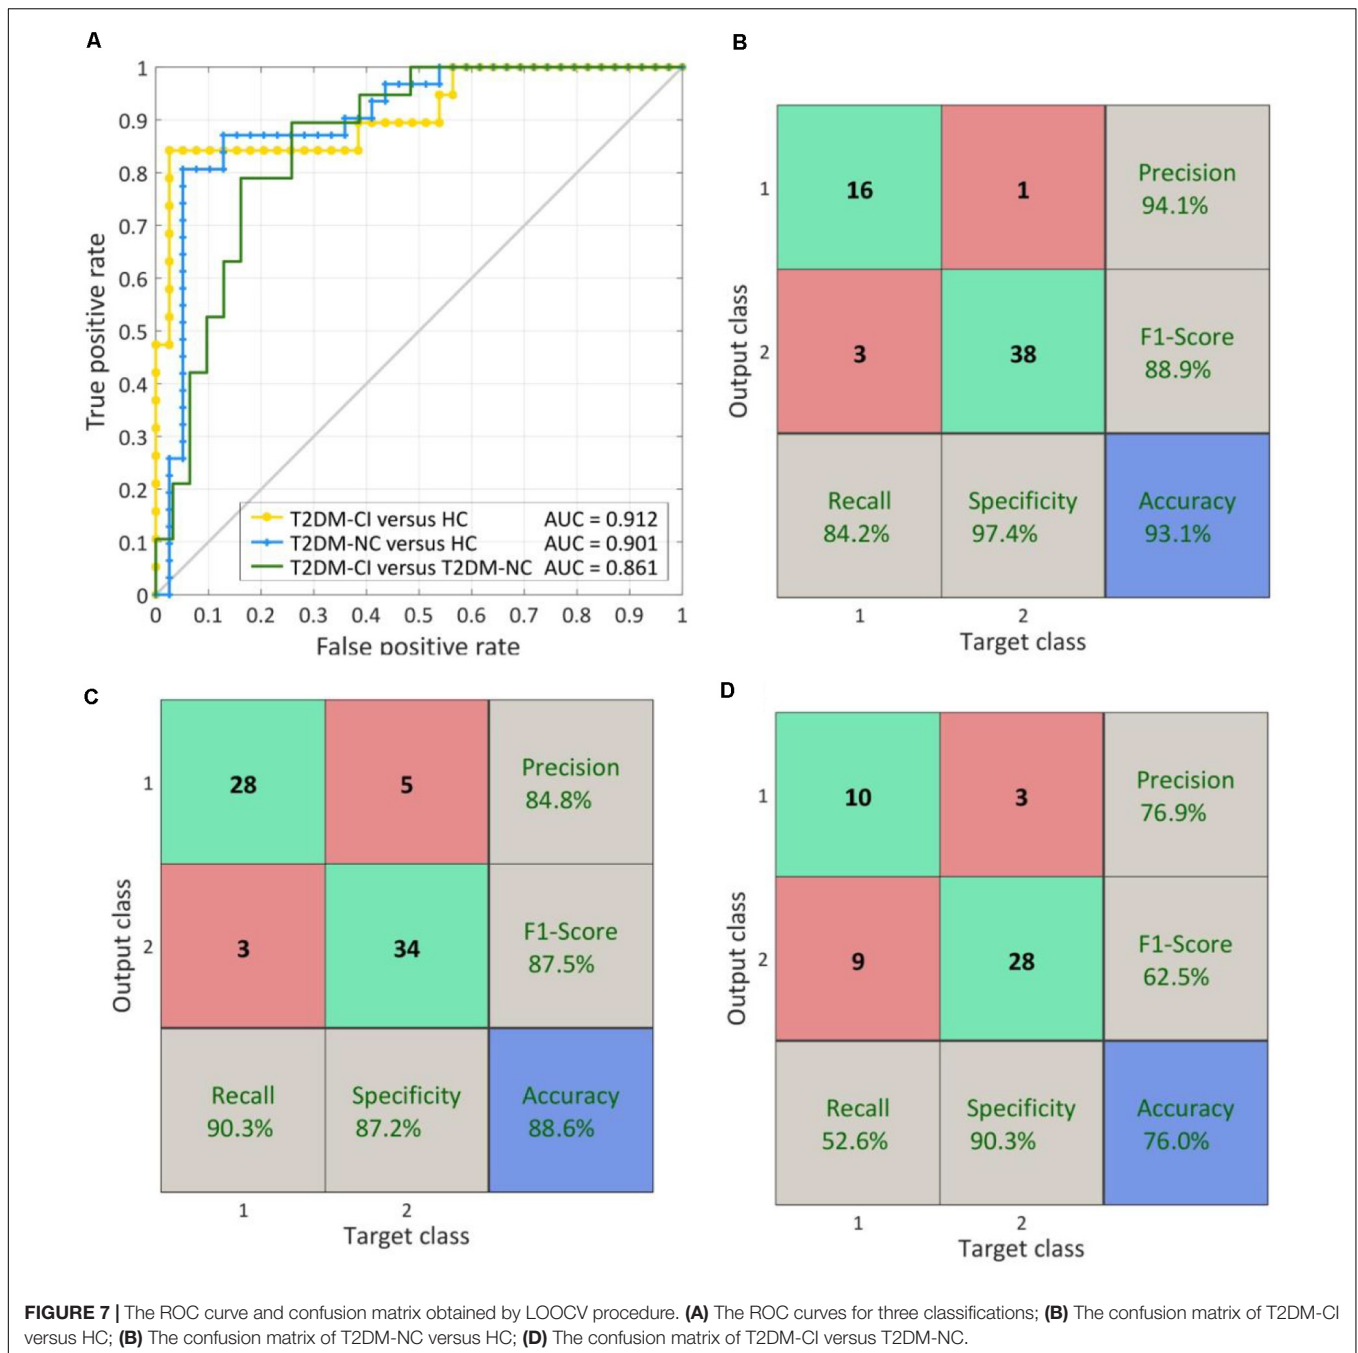 A
1
0.9
0.8
0.7
0.6
0.5
0.4
0.3
0.2
0.1
0
True positive rate
T2DM-CI versus HC AUC = 0.912
T2DM-NC versus HC AUC = 0.901
T2DM-CI versus T2DM-NC AUC = 0.861
0 0.1 0.2 0.3 0.4 0.5 0.6 0.7 0.8 0.9 1
False positive rate
B
Output class
1 16 1 Precision
94.1%
2 3 38 F1-Score
88.9%
Recall Specificity Accuracy
84.2% 97.4% 93.1%
1 2
Target class
C
Output class
1 28 5 Precision
84.8%
2 3 34 F1-Score
87.5%
Recall Specificity Accuracy
90.3% 87.2% 88.6%
1 2
Target class
D
Output class
1 10 3 Precision
76.9%
2 9 28 F1-Score
62.5%
Recall Specificity Accuracy
52.6% 90.3% 76.0%
1 2
Target class
FIGURE 7 | The ROC curve and confusion matrix obtained by LOOCV procedure. (A) The ROC curves for three classifications; (B) The confusion matrix of T2DM-CI
versus HC; (B) The confusion matrix of T2DM-NC versus HC; (D) The confusion matrix of T2DM-CI versus T2DM-NC.